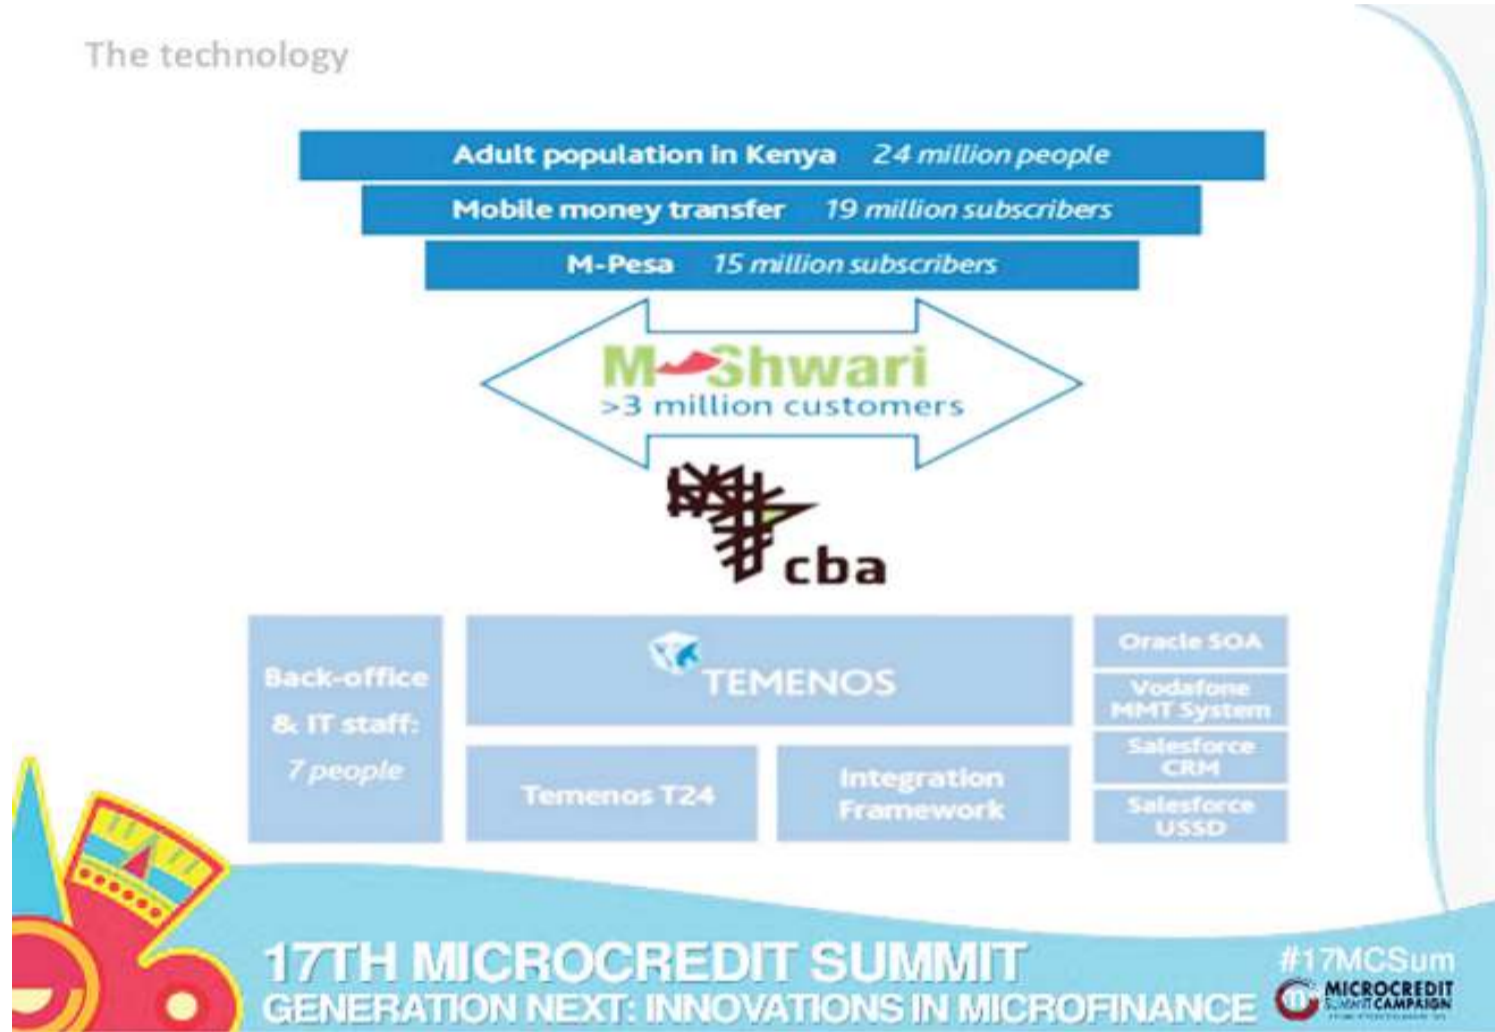 The technology
Adult population in Kenya 24 million people
Mobile money transfer 19 million subscribers
M-Pesa 15 million subscribers
M-Shwari
>3 million customers
cba
Back-office
& IT staff:
7 people
TEMENOS
Temenos T24
Integration
Framework
Oracle SOA
Vodafone
MMT System
Salesforce
CRM
Salesforce
USSD
17TH MICROCREDIT SUMMIT
GENERATION NEXT: INNOVATIONS IN MICROFINANCE
#17MCSum
MICROCREDIT
SUMMIT CAMPAIGN